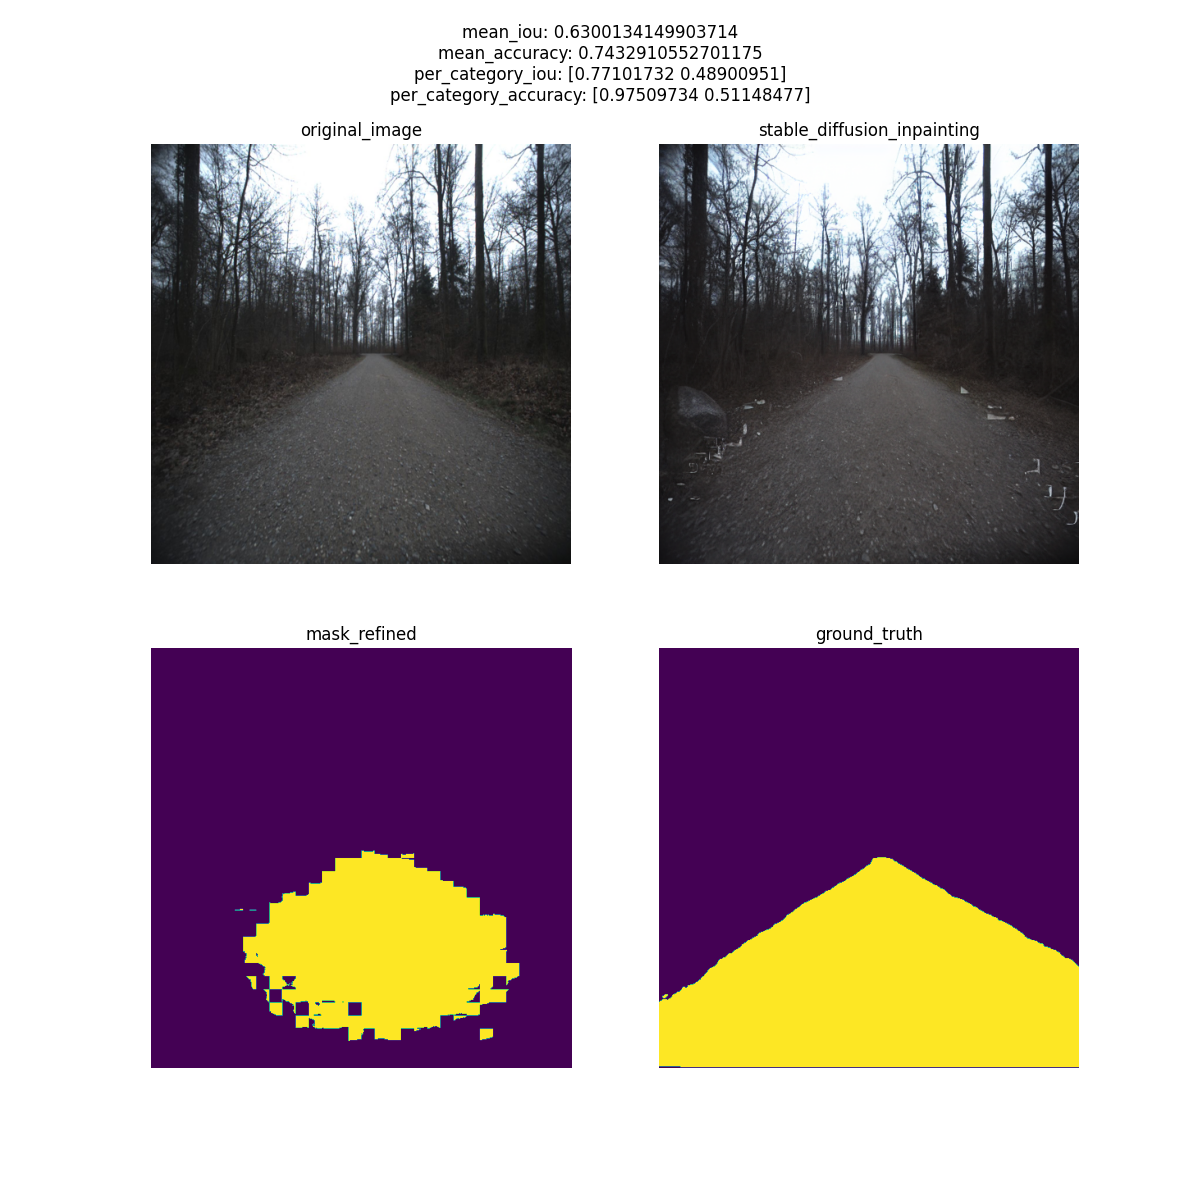 mean_iou: 0.6300134149903714
mean_accuracy: 0.7432910552701175
per_category_iou: [0.77101732 0.48900951]
per_category_accuracy: [0.97509734 0.51148477]
original_image
stable_diffusion_inpainting
mask_refined
ground_truth